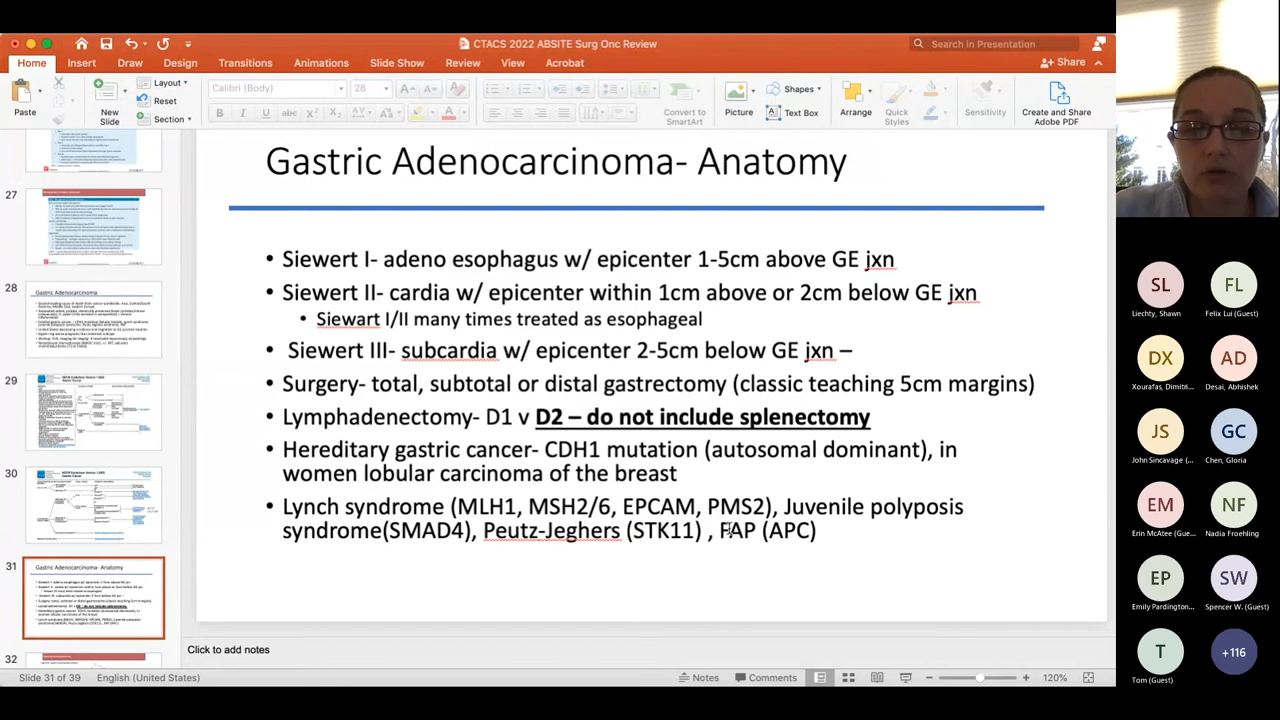 CTACS 2022 ABSITE Surg Onc Review
Search in Presentation
Home Insert Draw Design Transitions Animations Slide Show Review View Acrobat
Share
Paste
New Slide
Layout
Reset
Section
Calibri (Body) 28
Convert to SmartArt
Picture
Shapes
Text Box
Arrange
Quick Styles
Sensitivity
Create and Share Adobe PDF
27
28
Gastric Adenocarcinoma
29
30
31
Gastric Adenocarcinoma- Anatomy
32
Gastric Adenocarcinoma- Anatomy
• Siewert I- adeno esophagus w/ epicenter 1-5cm above GE jxn
• Siewert II- cardia w/ epicenter within 1cm above 2cm below GE jxn
• Siewart I/II many times treated as esophageal
• Siewert III- subcardia w/ epicenter 2-5cm below GE jxn –
• Surgery- total, subtotal or distal gastrectomy (classic teaching 5cm margins)
• Lymphadenectomy- D1 v D2 – do not include splenectomy
• Hereditary gastric cancer- CDH1 mutation (autosomal dominant), in
women lobular carcinoma of the breast
• Lynch syndrome (MLH1, MSH2/6, EPCAM, PMS2), Juvenile polyposis
syndrome(SMAD4), Peutz-Jeghers (STK11) , FAP (APC)
Click to add notes
Slide 31 of 39 English (United States) Notes Comments 120%
SL FL
Liechty, Shawn Felix Lui (Guest)
DX AD
Xourafas, Dimitri... Desai, Abhishek
JS GC
John Sincavage (... Chen, Gloria
EM NF
Erin McAtee (Gue... Nadia Froehling
EP SW
Emily Pardington... Spencer W. (Guest)
T +116
Tom (Guest)